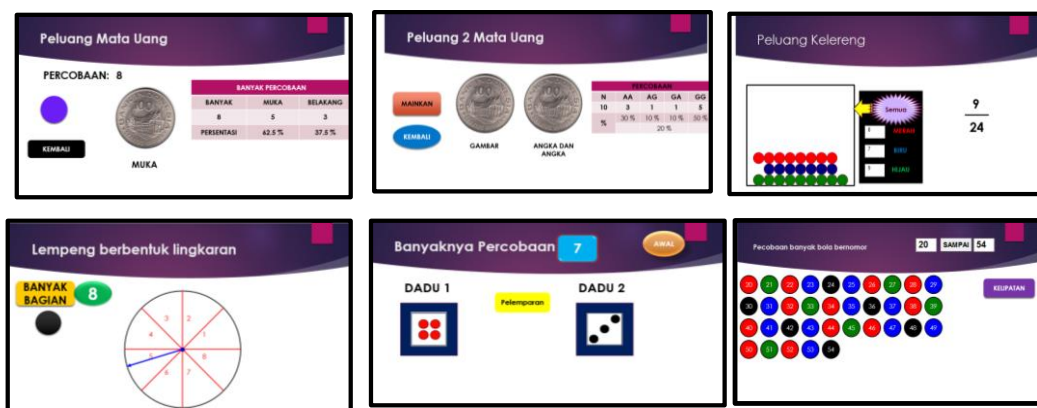 Peluang Mata Uang
PERCOBAAN: 8
KEMBALI
MUKA
BANYAK PERCOBAAN
BANYAK MUKA BELAKANG
8 5 3
PERSENTASI 62.5 % 37.5 %
Peluang 2 Mata Uang
MAINKAN
KEMBALI
GAMBAR
ANGKA DAN
ANGKA
PERCOBAAN
N AA AG GA GG
10 3 1 1 5
% 30 % 10 % 10 % 50 %
20 %
Peluang Kelereng
Semua
MERAH
BIRU
HIJAU
9
24
Lempeng berbentuk lingkaran
BANYAK
BAGIAN
8
3 2
4 1
5 8
6 7
Banyaknya Percobaan 7
AWAL
DADU 1
Pelemparan
DADU 2
Pecobaan banyak bola bernomor
20 SAMPAI 54
KELIPATAN
20 21 22 23 24 25 26 27 28 29
30 31 32 33 34 35 36 37 38 39
40 41 42 43 44 45 46 47 48 49
50 51 52 53 54